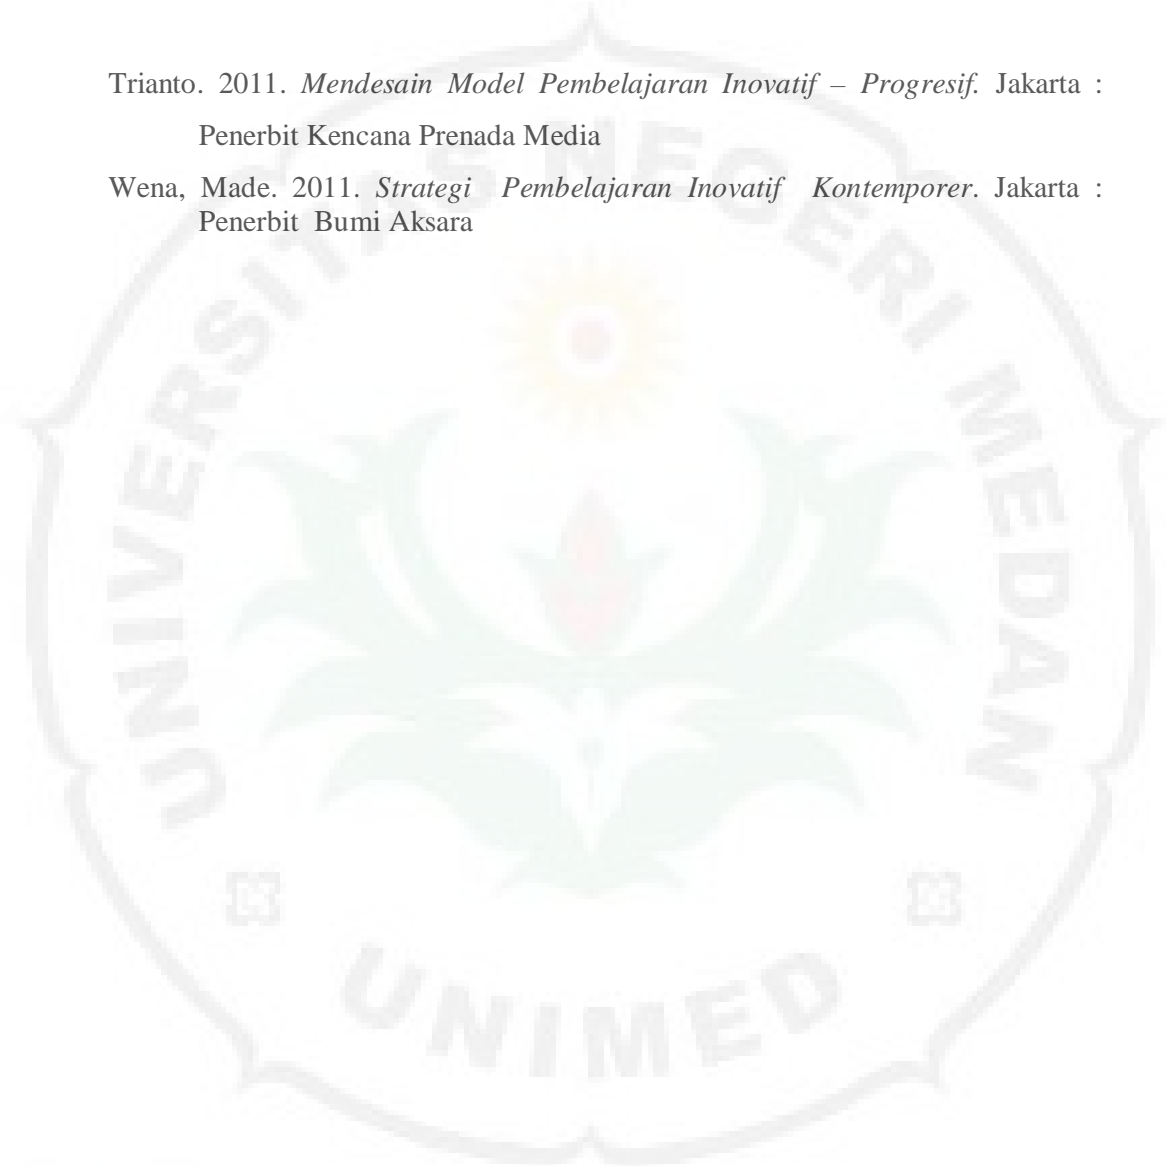 Trianto. 2011. Mendesain Model Pembelajaran Inovatif – Progresif. Jakarta :
Penerbit Kencana Prenada Media
Wena, Made. 2011. Strategi Pembelajaran Inovatif Kontemporer. Jakarta :
Penerbit Bumi Aksara
UNIVERSITAS NEGERI MEDAN
UNIMED